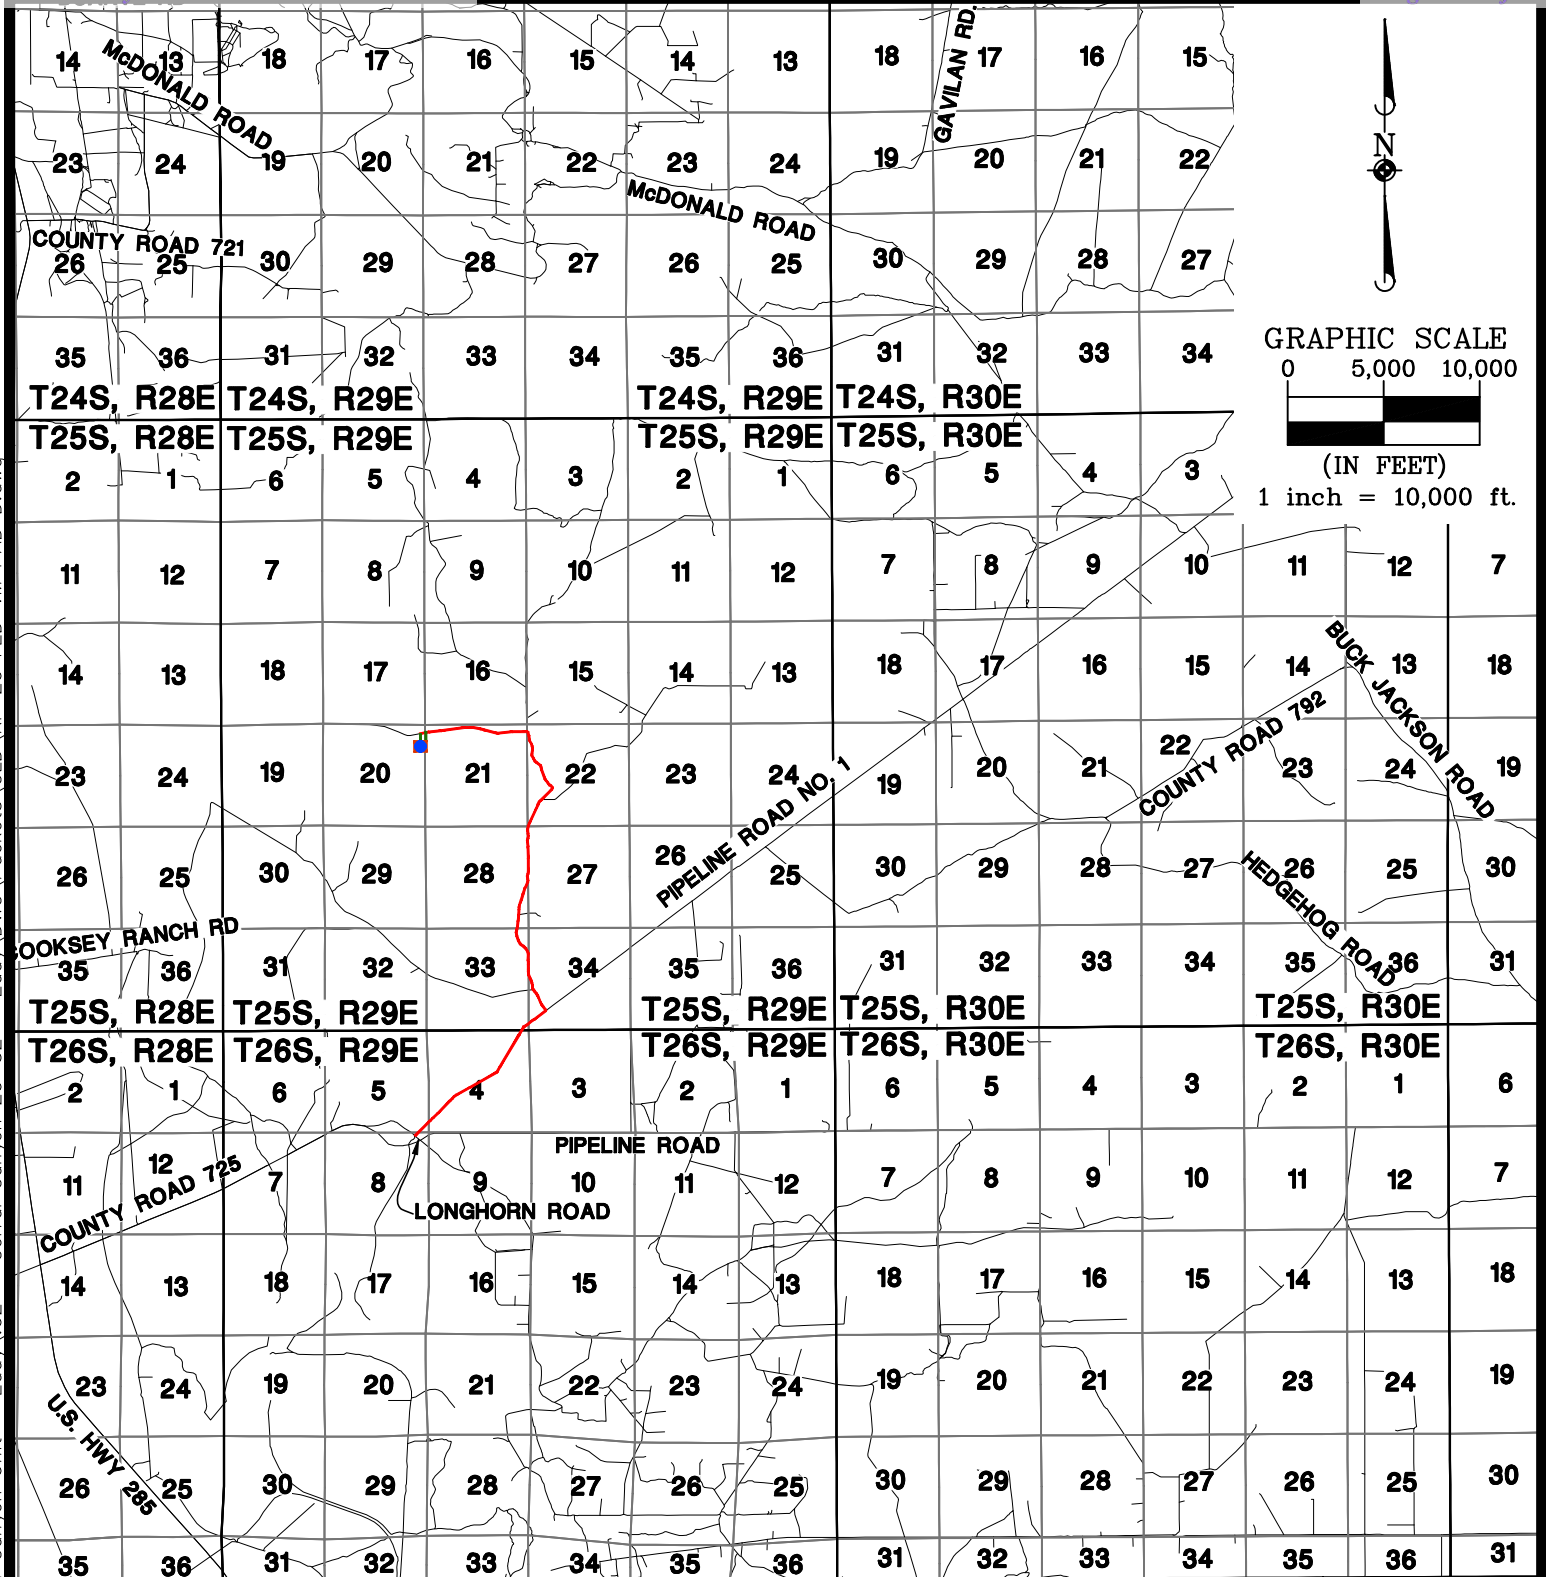 14 13 18 17 16 15 14 13 18 17 16 15
McDONALD ROAD
GAVILAN RD.
N
23 24 19 20 21 22 23 24 19 20 21 22
McDONALD ROAD
COUNTY ROAD 721
26 25 30 29 28 27 26 25 30 29 28 27
GRAPHIC SCALE
0 5,000 10,000
(IN FEET)
1 inch = 10,000 ft.
35 36 31 32 33 34 35 36 31 32 33 34
T24S, R28E T24S, R29E T24S, R29E T24S, R30E
T25S, R28E T25S, R29E T25S, R29E T25S, R30E
2 1 6 5 4 3 2 1 6 5 4 3
11 12 7 8 9 10 11 12 7 8 9 10 11 12 7
14 13 18 17 16 15 14 13 18 17 16 15 14 13 18
BUCK JACKSON ROAD
COUNTY ROAD 792
23 24 19 20 21 22 23 24 19 20 21 22 23 24 19
PIPELINE ROAD NO. 1
26 25 30 29 28 27 26 25 30 29 28 27 26 25 30
HEDGEHOG ROAD
COOKSEY RANCH RD
35 36 31 32 33 34 35 36 31 32 33 34 35 36 31
T25S, R28E T25S, R29E T25S, R29E T25S, R30E T25S, R30E
T26S, R28E T26S, R29E T26S, R29E T26S, R30E T26S, R30E
2 1 6 5 4 3 2 1 6 5 4 3 2 1 6
PIPELINE ROAD
11 12 7 8 9 10 11 12 7 8 9 10 11 12 7
COUNTY ROAD 725
LONGHORN ROAD
14 13 18 17 16 15 14 13 18 17 16 15 14 13 18
23 24 19 20 21 22 23 24 19 20 21 22 23 24 19
U.S. HWY 285
26 25 30 29 28 27 26 25 30 29 28 27 26 25 30
35 36 31 32 33 34 35 36 31 32 33 34 35 36 31